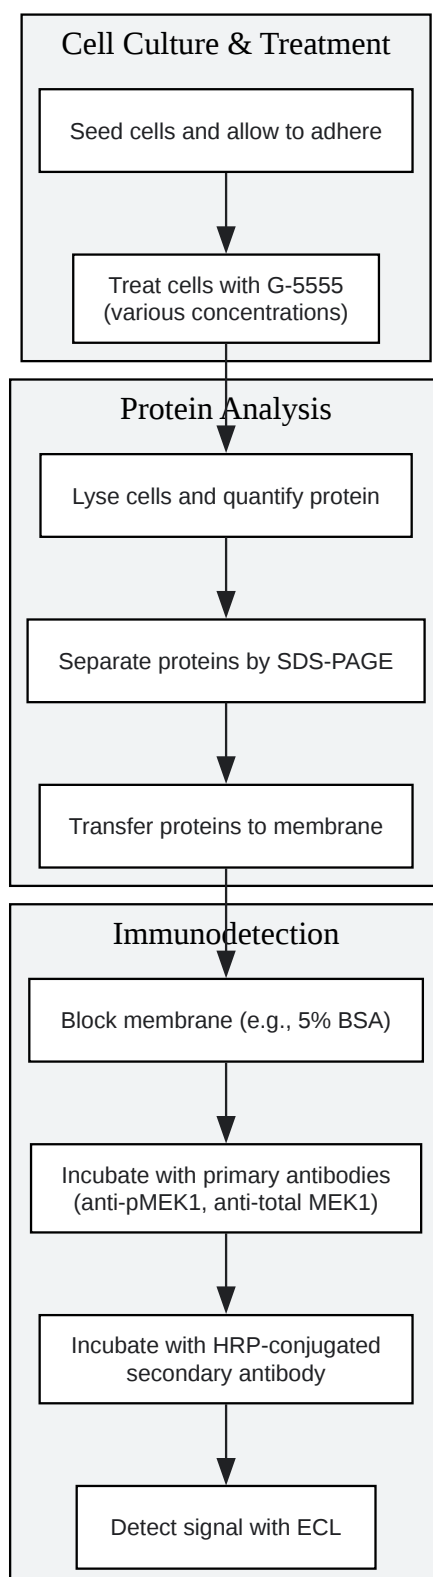 Cell Culture & Treatment
Seed cells and allow to adhere
Treat cells with G-5555
(various concentrations)
Protein Analysis
Lyse cells and quantify protein
Separate proteins by SDS-PAGE
Transfer proteins to membrane
Immunodetection
Block membrane (e.g., 5% BSA)
Incubate with primary antibodies
(anti-pMEK1, anti-total MEK1)
Incubate with HRP-conjugated
secondary antibody
Detect signal with ECL